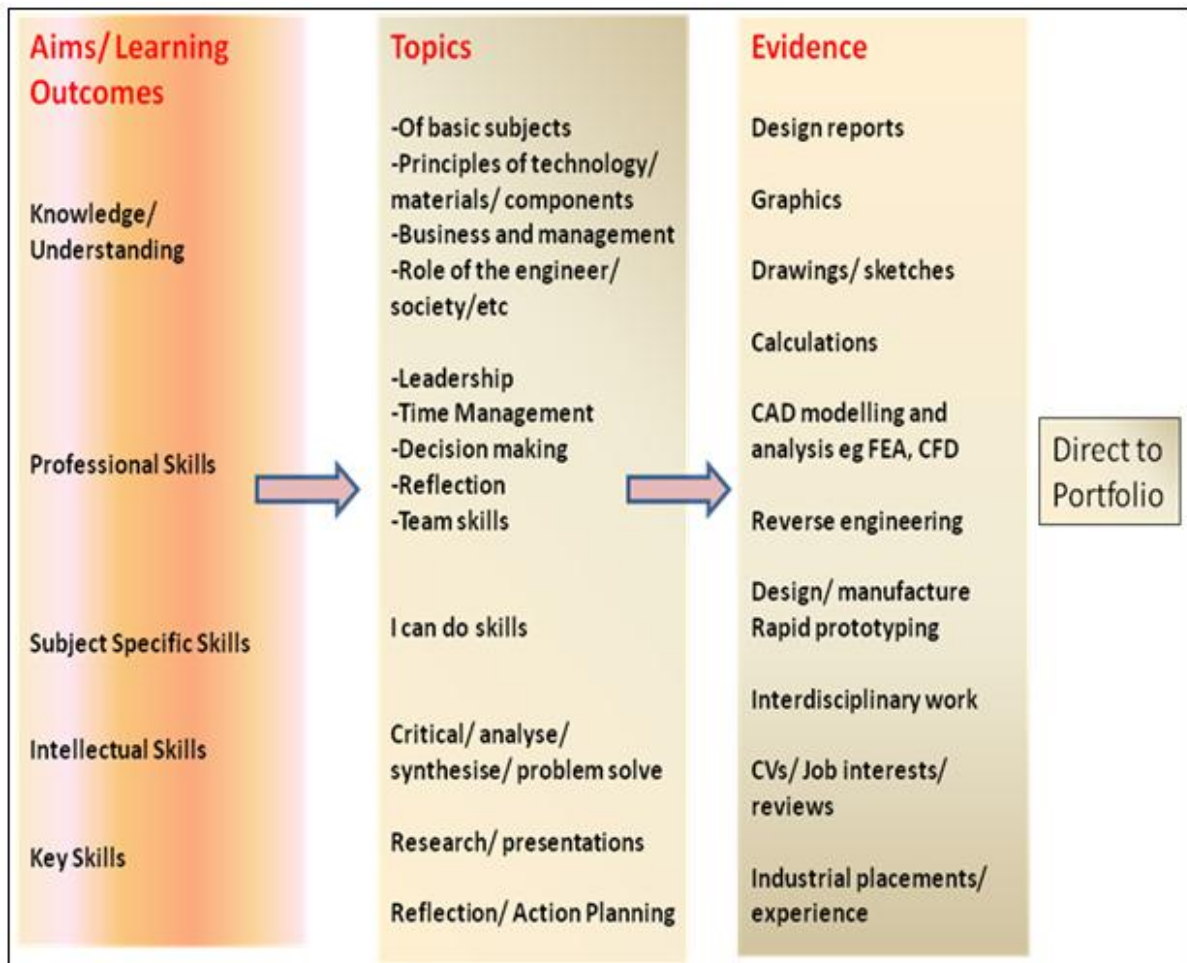 Aims/ Learning
Outcomes
Knowledge/
Understanding
Professional Skills
Subject Specific Skills
Intellectual Skills
Key Skills
Topics
-Of basic subjects
-Principles of technology/
materials/ components
-Business and management
-Role of the engineer/
society/etc
-Leadership
-Time Management
-Decision making
-Reflection
-Team skills
I can do skills
Critical/ analyse/
synthesise/ problem solve
Research/ presentations
Reflection/ Action Planning
Evidence
Design reports
Graphics
Drawings/ sketches
Calculations
CAD modelling and
analysis eg FEA, CFD
Reverse engineering
Design/ manufacture
Rapid prototyping
Interdisciplinary work
CVs/ Job interests/
reviews
Industrial placements/
experience
Direct to
Portfolio